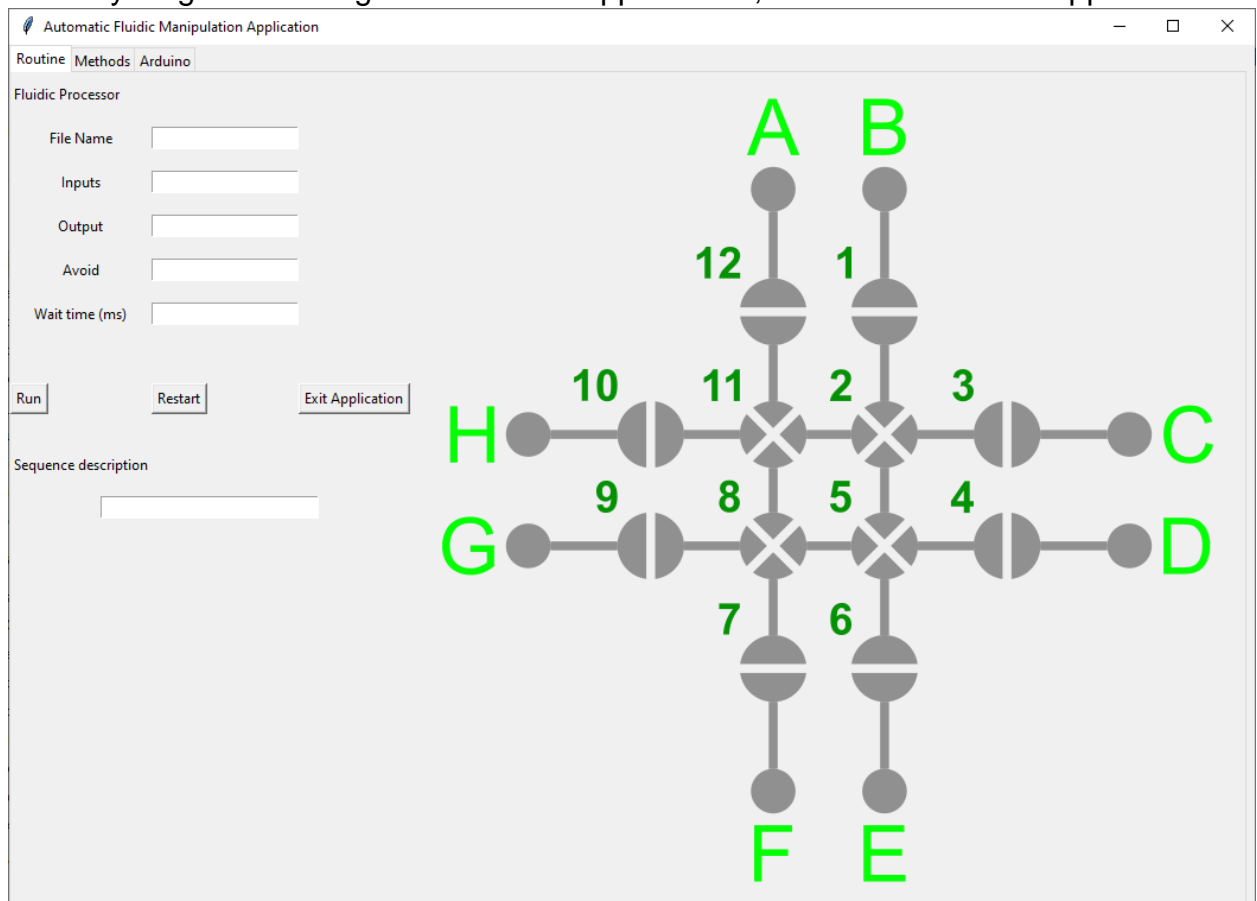 Automatic Fluidic Manipulation Application
Routine Methods Arduino
Fluidic Processor
File Name
Inputs
Output
Avoid
Wait time (ms)
Run Restart Exit Application
Sequence description
A B
12 1
10 11 2 3
H C
9 8 5 4
G D
7 6
F E